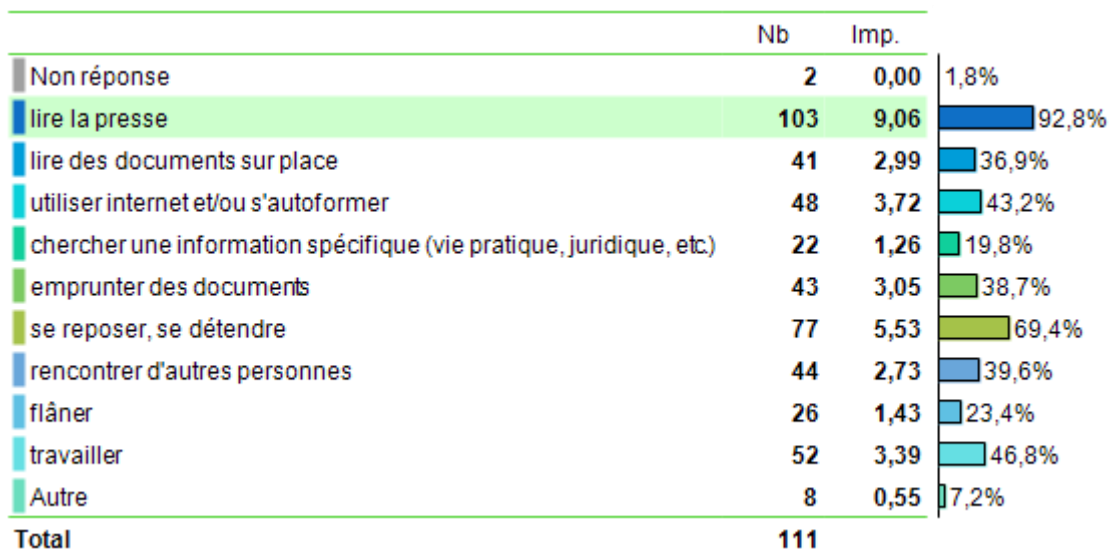 Nb Imp.
Non réponse 2 0,00 1,8%
lire la presse 103 9,06 92,8%
lire des documents sur place 41 2,99 36,9%
utiliser internet et/ou s'autoformer 48 3,72 43,2%
chercher une information spécifique (vie pratique, juridique, etc.) 22 1,26 19,8%
emprunter des documents 43 3,05 38,7%
se reposer, se détendre 77 5,53 69,4%
rencontrer d'autres personnes 44 2,73 39,6%
flâner 26 1,43 23,4%
travailler 52 3,39 46,8%
Autre 8 0,55 7,2%
Total 111